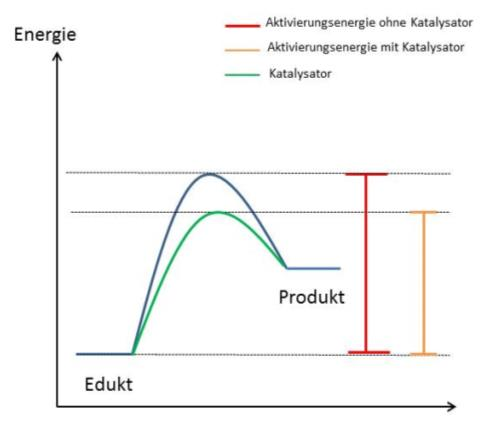 Energie
Aktivierungsenergie ohne Katalysator
Aktivierungsenergie mit Katalysator
Katalysator
Produkt
Edukt